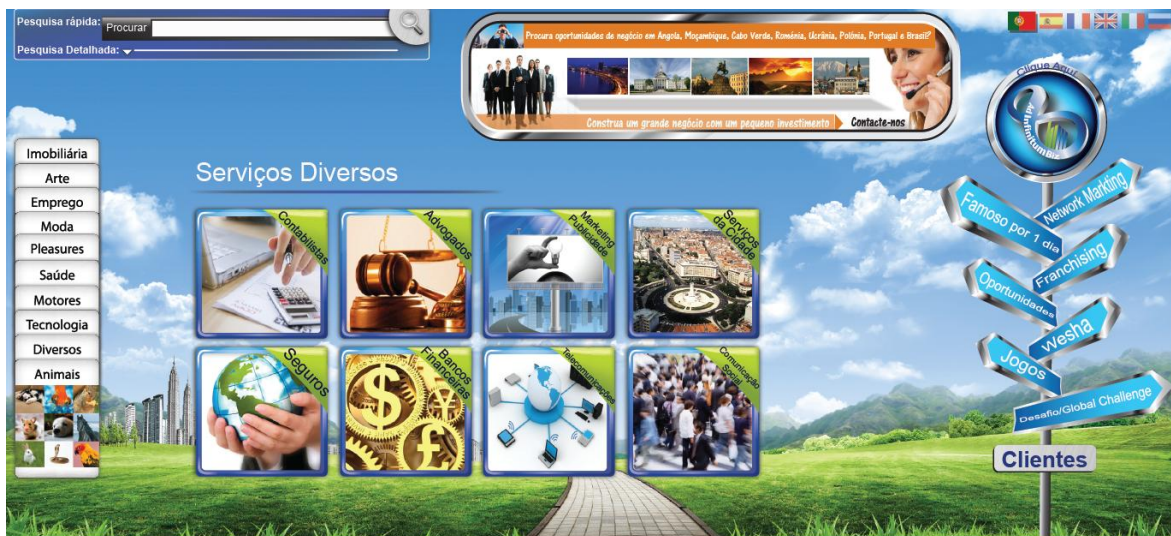 Pesquisa rápida:
Procurar
Pesquisa Detalhada:
Procura oportunidades de negócio em Angola, Moçambique, Cabo Verde, Roménia, Ucrânia, Polónia, Portugal e Brasil?
Construa um grande negócio com um pequeno investimento
Contacte-nos
Clique Aqui
AdInfinitumBiz
Imobiliária
Arte
Emprego
Moda
Pleasures
Saúde
Motores
Tecnologia
Diversos
Animais
Serviços Diversos
Contabilistas
Advogados
Marketing
Publicidade
Serviços
da Cidade
Seguros
Bancos
Financeiras
Telecomunicações
Comunicação
Social
Network Markting
Famoso por 1 dia
Franchising
Oportunidades
Wesha
Jogos
Desafio/Global Challenge
Clientes